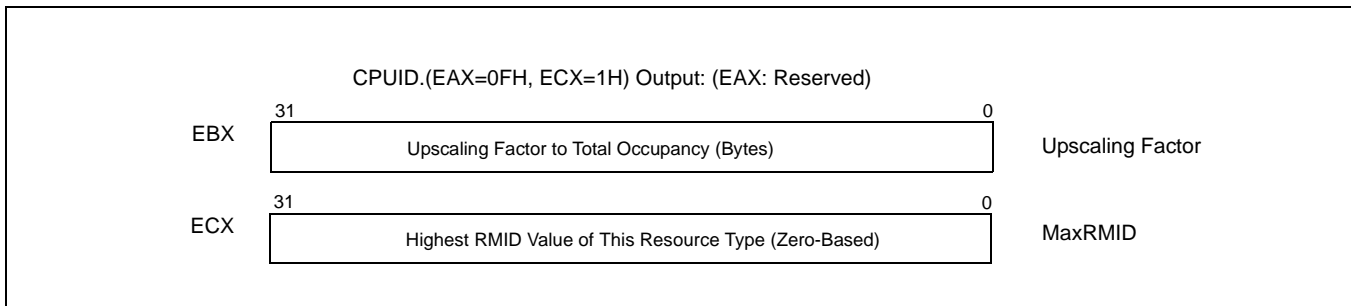 CPUID.(EAX=0FH, ECX=1H) Output: (EAX: Reserved)
31 0
EBX Upscaling Factor to Total Occupancy (Bytes) Upscaling Factor
31 0
ECX Highest RMID Value of This Resource Type (Zero-Based) MaxRMID